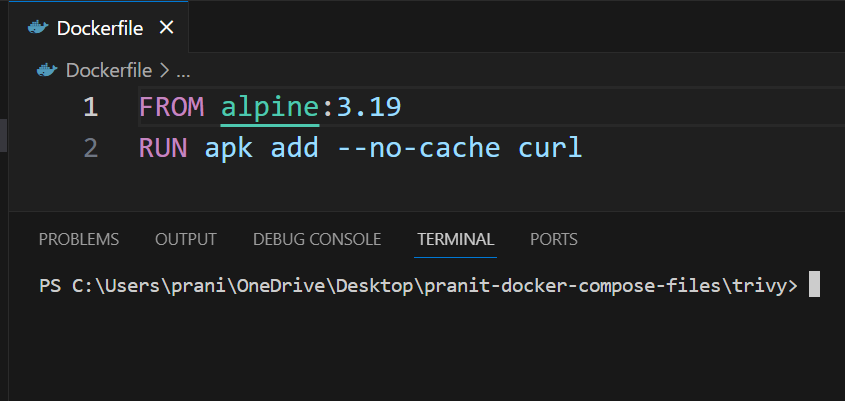 Dockerfile
Dockerfile > ...
1 FROM alpine:3.19
2 RUN apk add --no-cache curl
PROBLEMS OUTPUT DEBUG CONSOLE TERMINAL PORTS
PS C:\Users\prani\OneDrive\Desktop\pranit-docker-compose-files\trivy>